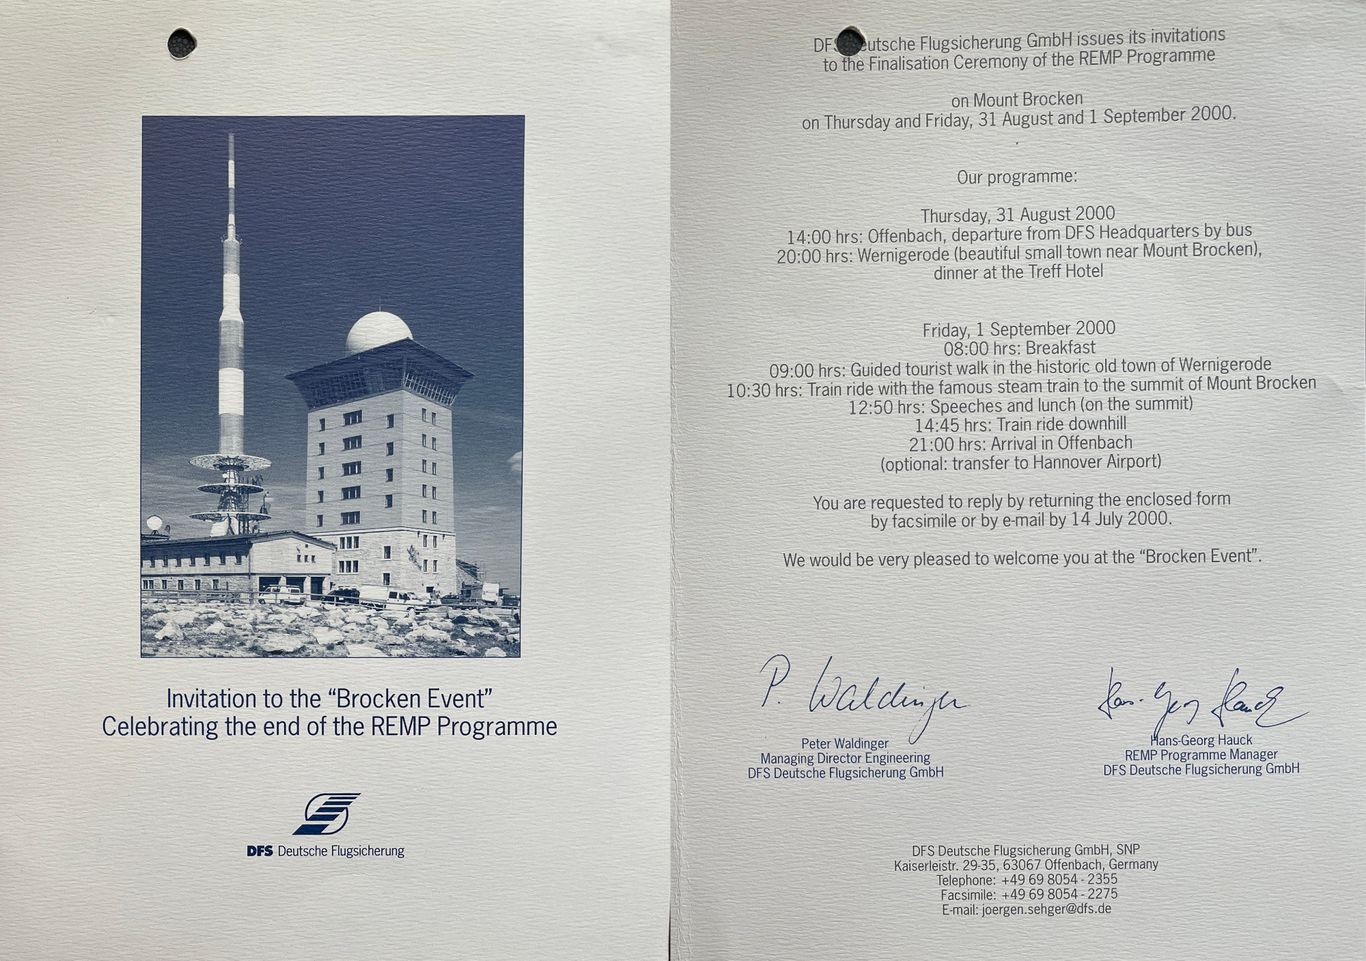 Invitation to the “Brocken Event”
Celebrating the end of the REMP Programme
DFS Deutsche Flugsicherung
DF eutsche Flugsicherung GmbH issues its invitations
to the Finalisation Ceremony of the REMP Programme
on Mount Brocken
on Thursday and Friday, 31 August and 1 September 2000.
Our programme:
Thursday, 31 August 2000
14:00 hrs: Offenbach, departure from DFS Headquarters by bus
20:00 hrs: Wernigerode (beautiful small town near Mount Brocken),
dinner at the Treff Hotel
Friday, 1 September 2000
08:00 hrs: Breakfast
09:00 hrs: Guided tourist walk in the historic old town of Wernigerode
10:30 hrs: Train ride with the famous steam train to the summit of Mount Brocken
12:50 hrs: Speeches and lunch (on the summit)
14:45 hrs: Train ride downhill
21:00 hrs: Arrival in Offenbach
(optional: transfer to Hannover Airport)
You are requested to reply by returning the enclosed form
by facsimile or by e-mail by 14 July 2000.
We would be very pleased to welcome you at the “Brocken Event”.
P. Waldinger
Peter Waldinger
Managing Director Engineering
DFS Deutsche Flugsicherung GmbH
Hans-Georg Hauck
Hans-Georg Hauck
REMP Programme Manager
DFS Deutsche Flugsicherung GmbH
DFS Deutsche Flugsicherung GmbH, SNP
Kaiserleistr. 29-35, 63067 Offenbach, Germany
Telephone: +49 69 8054 - 2355
Facsimile: +49 69 8054 - 2275
E-mail: joergen.sehger@dfs.de